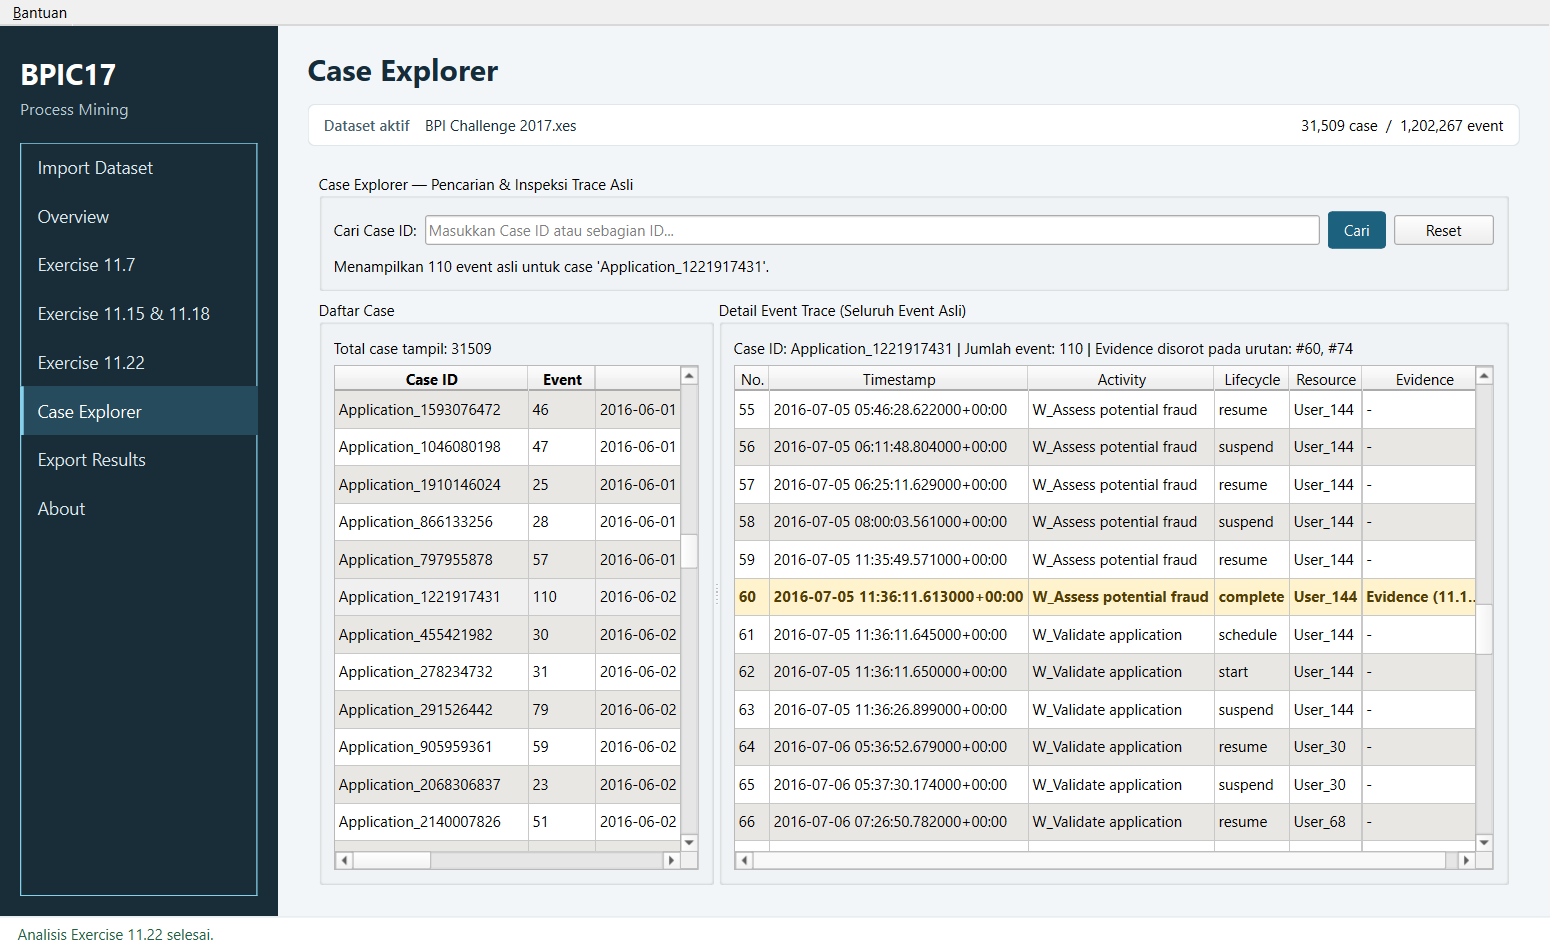 Bantuan
BPIC17
Process Mining
Import Dataset
Overview
Exercise 11.7
Exercise 11.15 & 11.18
Exercise 11.22
Case Explorer
Export Results
About
Case Explorer
Dataset aktif BPI Challenge 2017.xes 31,509 case / 1,202,267 event
Case Explorer — Pencarian & Inspeksi Trace Asli
Cari Case ID: Masukkan Case ID atau sebagian ID... Cari Reset
Menampilkan 110 event asli untuk case 'Application_1221917431'.
Daftar Case
Total case tampil: 31509
Case ID Event
Application_1593076472 46 2016-06-01
Application_1046080198 47 2016-06-01
Application_1910146024 25 2016-06-01
Application_866133256 28 2016-06-01
Application_797955878 57 2016-06-01
Application_1221917431 110 2016-06-02
Application_455421982 30 2016-06-02
Application_278234732 31 2016-06-02
Application_291526442 79 2016-06-02
Application_905959361 59 2016-06-02
Application_2068306837 23 2016-06-02
Application_2140007826 51 2016-06-02
Detail Event Trace (Seluruh Event Asli)
Case ID: Application_1221917431 | Jumlah event: 110 | Evidence disorot pada urutan: #60, #74
No. Timestamp Activity Lifecycle Resource Evidence
55 2016-07-05 05:46:28.622000+00:00 W_Assess potential fraud resume User_144 -
56 2016-07-05 06:11:48.804000+00:00 W_Assess potential fraud suspend User_144 -
57 2016-07-05 06:25:11.629000+00:00 W_Assess potential fraud resume User_144 -
58 2016-07-05 08:00:03.561000+00:00 W_Assess potential fraud suspend User_144 -
59 2016-07-05 11:35:49.571000+00:00 W_Assess potential fraud resume User_144 -
60 2016-07-05 11:36:11.613000+00:00 W_Assess potential fraud complete User_144 Evidence (11.1...
61 2016-07-05 11:36:11.645000+00:00 W_Validate application schedule User_144 -
62 2016-07-05 11:36:11.650000+00:00 W_Validate application start User_144 -
63 2016-07-05 11:36:26.899000+00:00 W_Validate application suspend User_144 -
64 2016-07-06 05:36:52.679000+00:00 W_Validate application resume User_30 -
65 2016-07-06 05:37:30.174000+00:00 W_Validate application suspend User_30 -
66 2016-07-06 07:26:50.782000+00:00 W_Validate application resume User_68 -
Analisis Exercise 11.22 selesai.